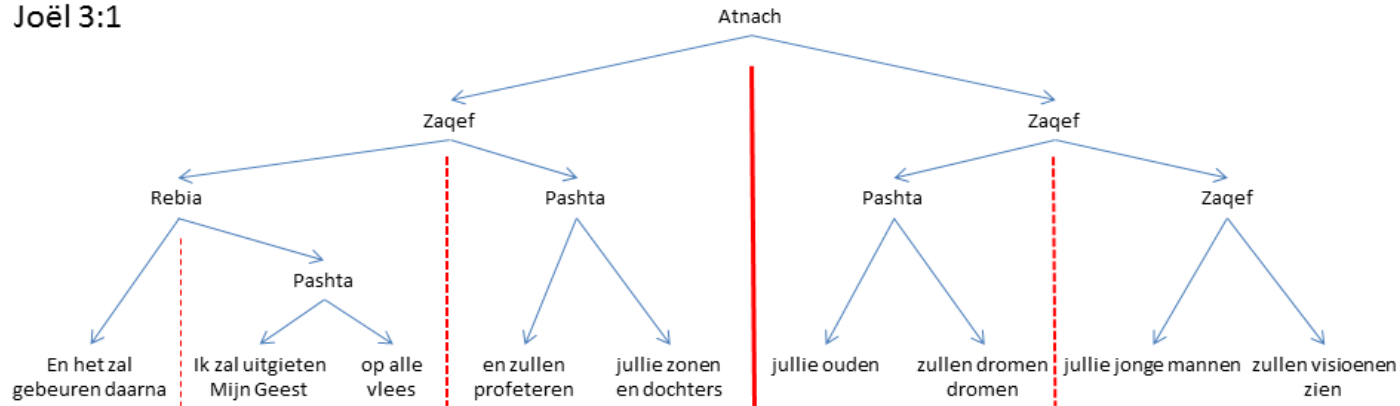 Joël 3:1
Atnach
Zaqef
Zaqef
Rebia
Pashta
Pashta
Zaqef
Pashta
En het zal
gebeuren daarna
Ik zal uitgieten
Mijn Geest
op alle
vlees
en zullen
profeteren
jullie zonen
en dochters
jullie ouden
zullen dromen
dromen
jullie jonge mannen
zullen visioenen
zien